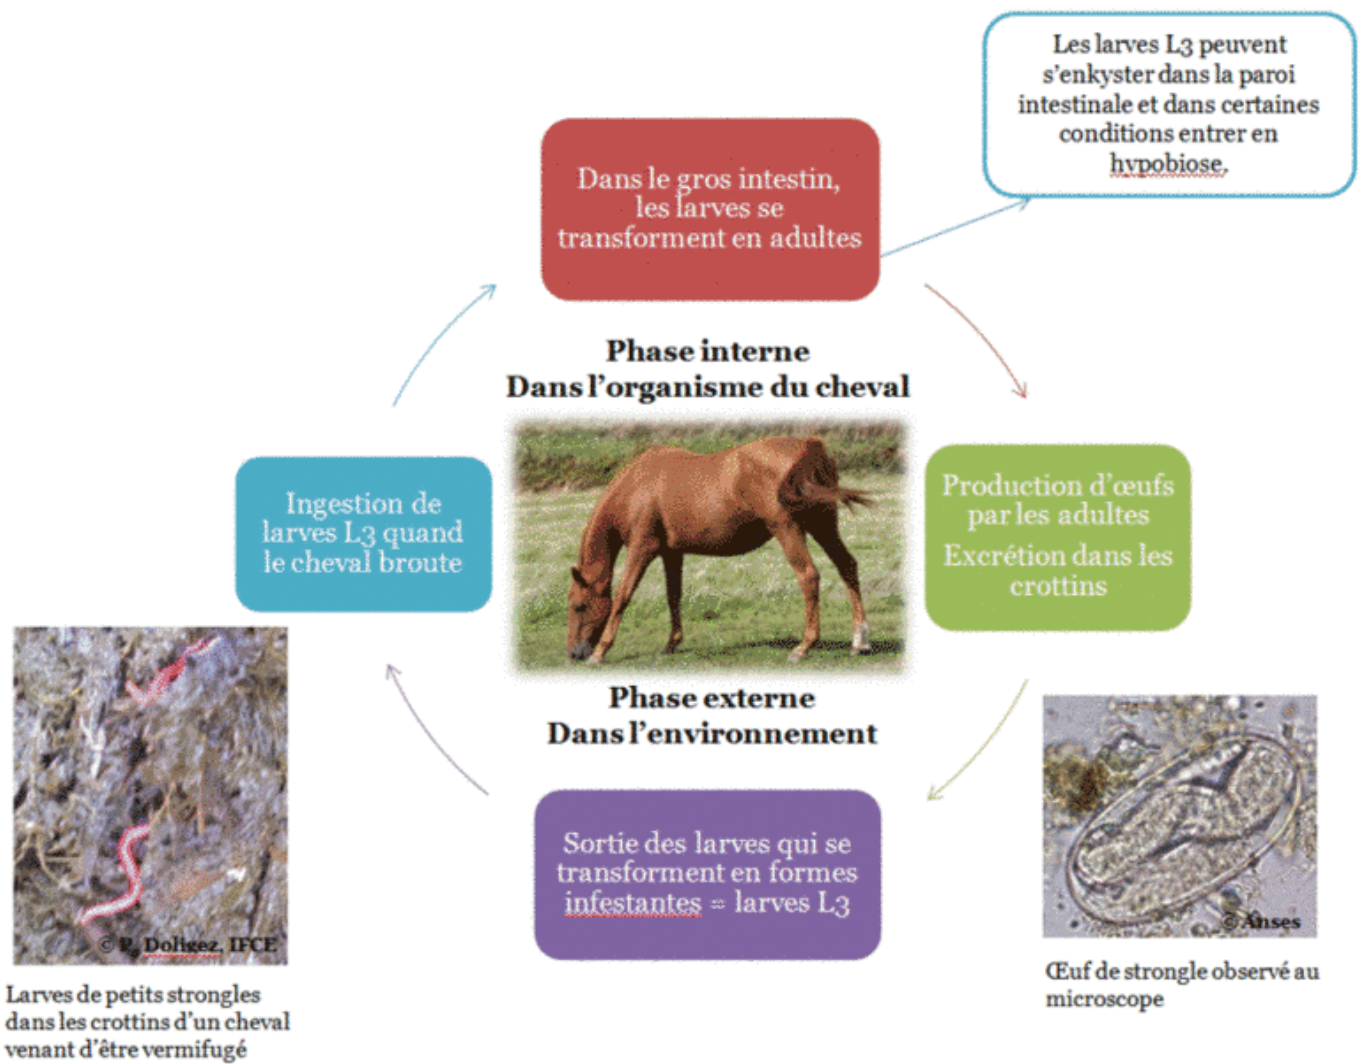 Les larves L3 peuvent
s'enkyster dans la paroi
intestinale et dans certaines
conditions entrer en
hypobiose.
Dans le gros intestin,
les larves se
transforment en adultes
Phase interne
Dans l'organisme du cheval
Ingestion de
larves L3 quand
le cheval broute
Production d'œufs
par les adultes
Excrétion dans les
crottins
Phase externe
Dans l'environnement
Sortie des larves qui se
transforment en formes
infestantes = larves L3
© P. Doligez, IFCE
Larves de petits strongles
dans les crottins d'un cheval
venant d'être vermifugé
© Anses
Œuf de strongle observé au
microscope